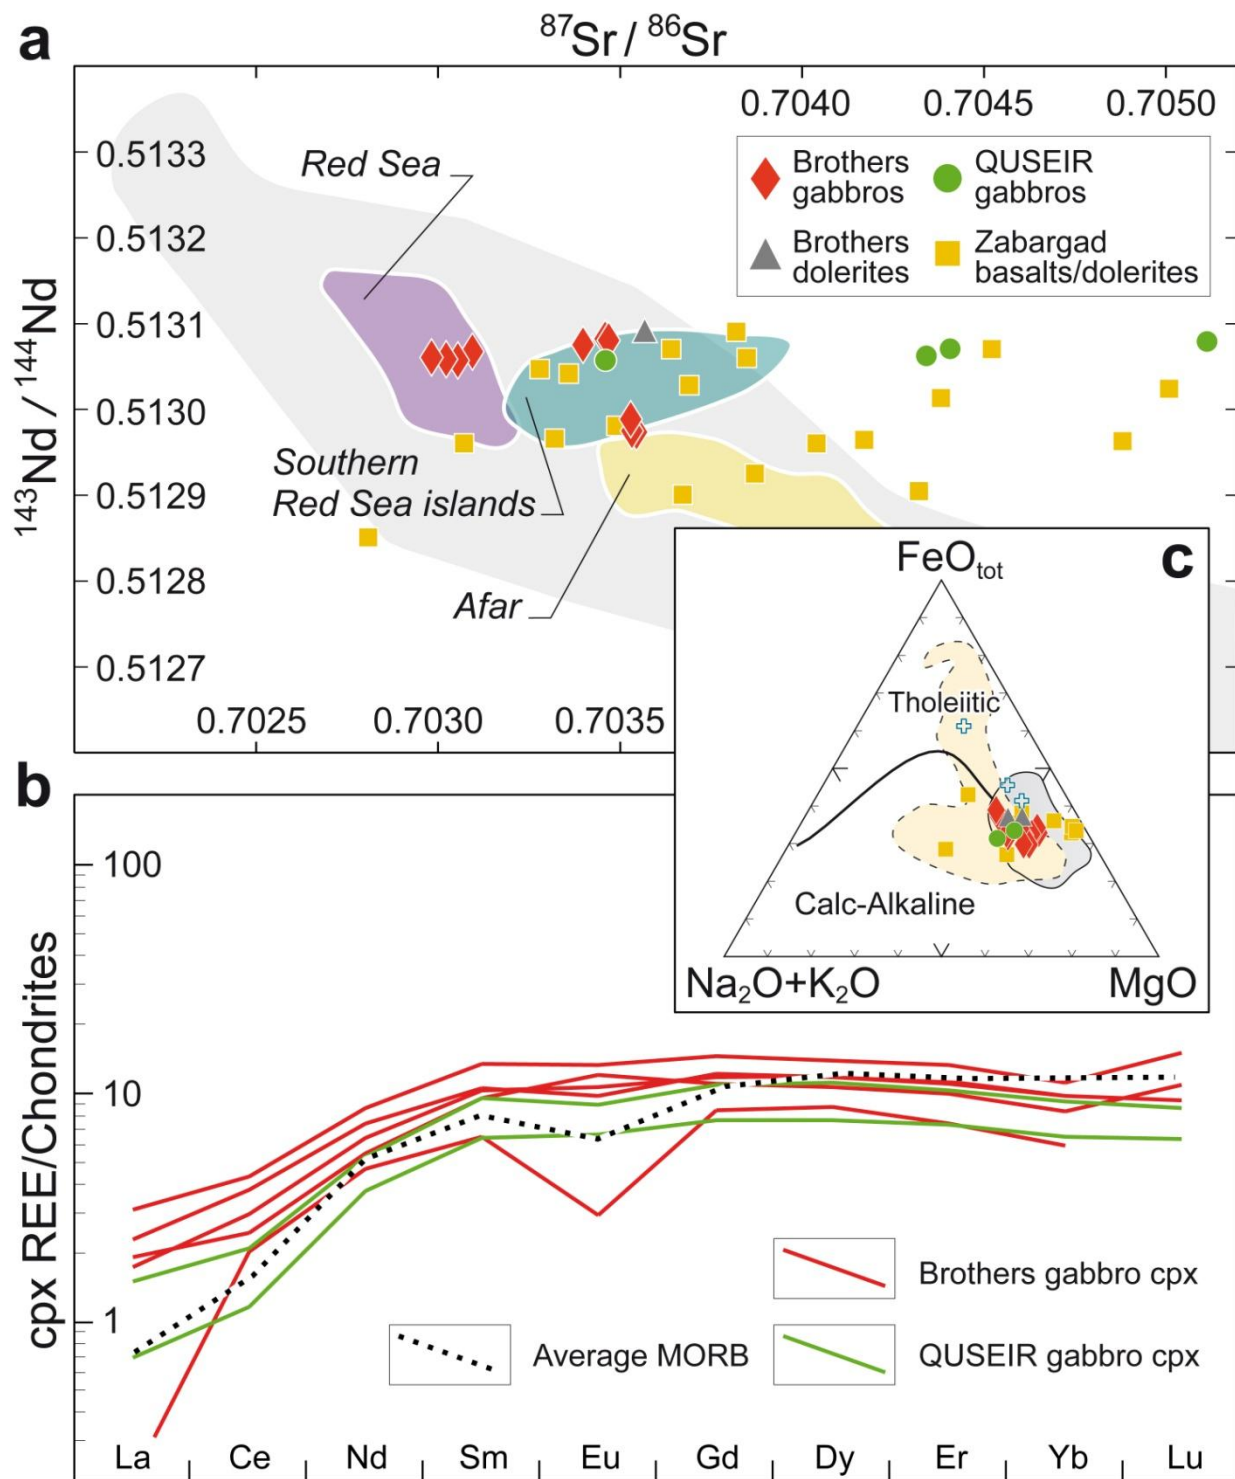 a
⁸⁷Sr / ⁸⁶Sr
0.7040
0.7045
0.7050
0.5133
0.5132
0.5131
0.5130
0.5129
0.5128
0.5127
¹⁴³Nd / ¹⁴⁴Nd
Red Sea
Brothers
gabbros
QUSEIR
gabbros
Brothers
dolerites
Zabargad
basalts/dolerites
Southern
Red Sea islands
Afar
0.7025
0.7030
0.7035
c
FeO_tot
Tholeiitic
Calc-Alkaline
Na₂O+K₂O
MgO
b
100
10
1
cpx REE/Chondrites
Brothers gabbro cpx
Average MORB
QUSEIR gabbro cpx
La
Ce
Nd
Sm
Eu
Gd
Dy
Er
Yb
Lu